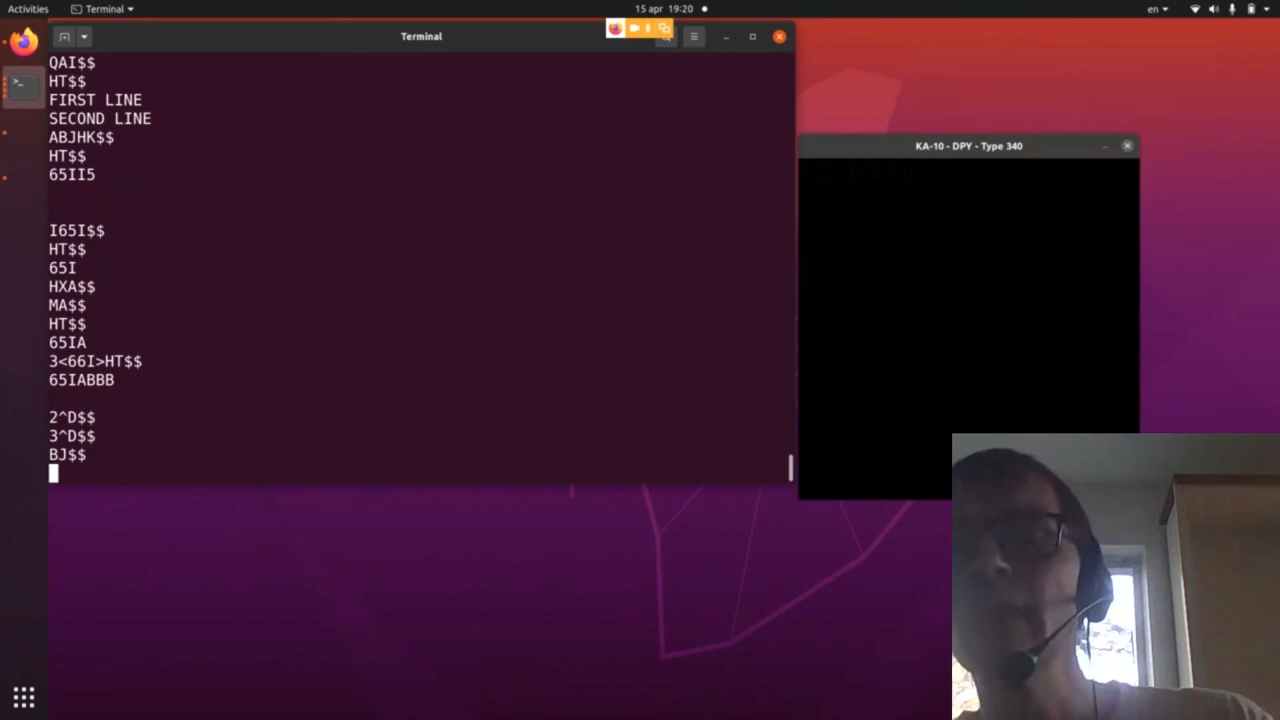 Activities
Terminal
15 apr 19:20
en
Terminal
QAI$$
HT$$
FIRST LINE
SECOND LINE
ABJHK$$
HT$$
65II5
I65I$$
HT$$
65I
HXA$$
MA$$
HT$$
65IA
3<66I>HT$$
65IABBB
2^D$$
3^D$$
BJ$$
KA-10 - DPY - Type 340